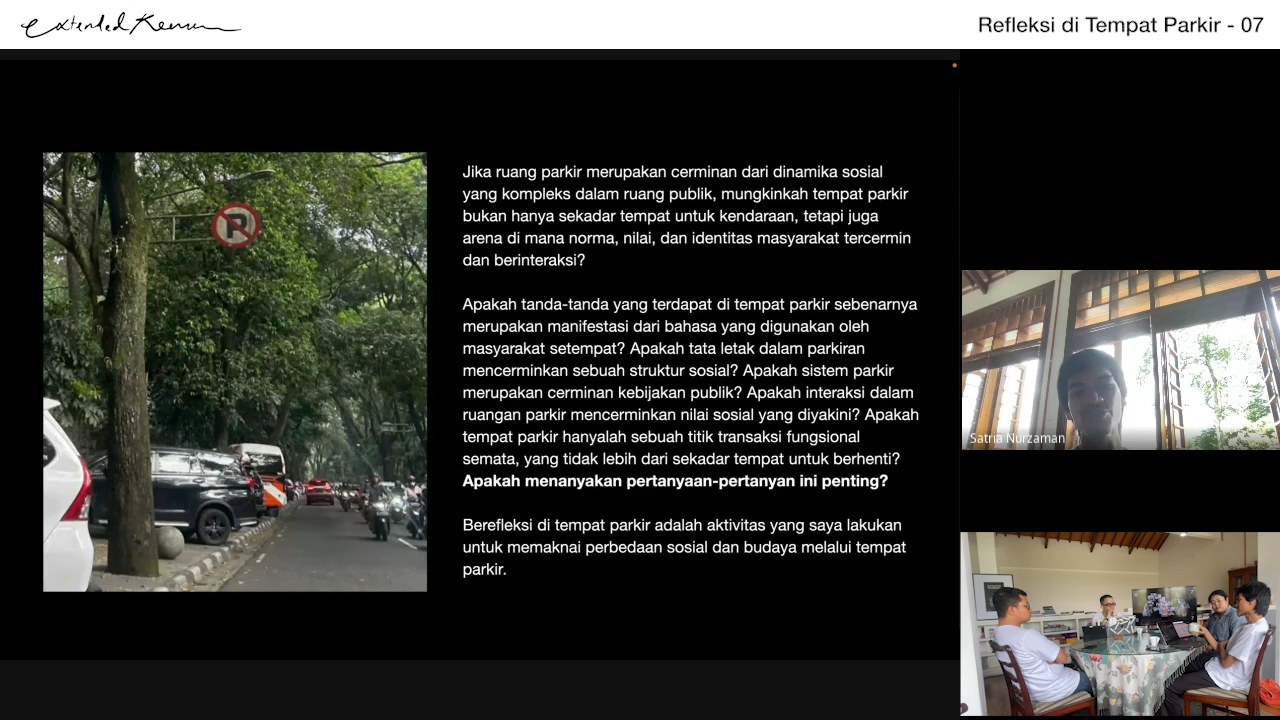 Extended Kenun
Refleksi di Tempat Parkir - 07
P
Jika ruang parkir merupakan cerminan dari dinamika sosial
yang kompleks dalam ruang publik, mungkinkah tempat parkir
bukan hanya sekadar tempat untuk kendaraan, tetapi juga
arena di mana norma, nilai, dan identitas masyarakat tercermin
dan berinteraksi?
Apakah tanda-tanda yang terdapat di tempat parkir sebenarnya
merupakan manifestasi dari bahasa yang digunakan oleh
masyarakat setempat? Apakah tata letak dalam parkiran
mencerminkan sebuah struktur sosial? Apakah sistem parkir
merupakan cerminan kebijakan publik? Apakah interaksi dalam
ruangan parkir mencerminkan nilai sosial yang diyakini? Apakah
tempat parkir hanyalah sebuah titik transaksi fungsional
semata, yang tidak lebih dari sekadar tempat untuk berhenti?
Apakah menanyakan pertanyaan-pertanyan ini penting?
Berefleksi di tempat parkir adalah aktivitas yang saya lakukan
untuk memaknai perbedaan sosial dan budaya melalui tempat
parkir.
Satria Nurzaman